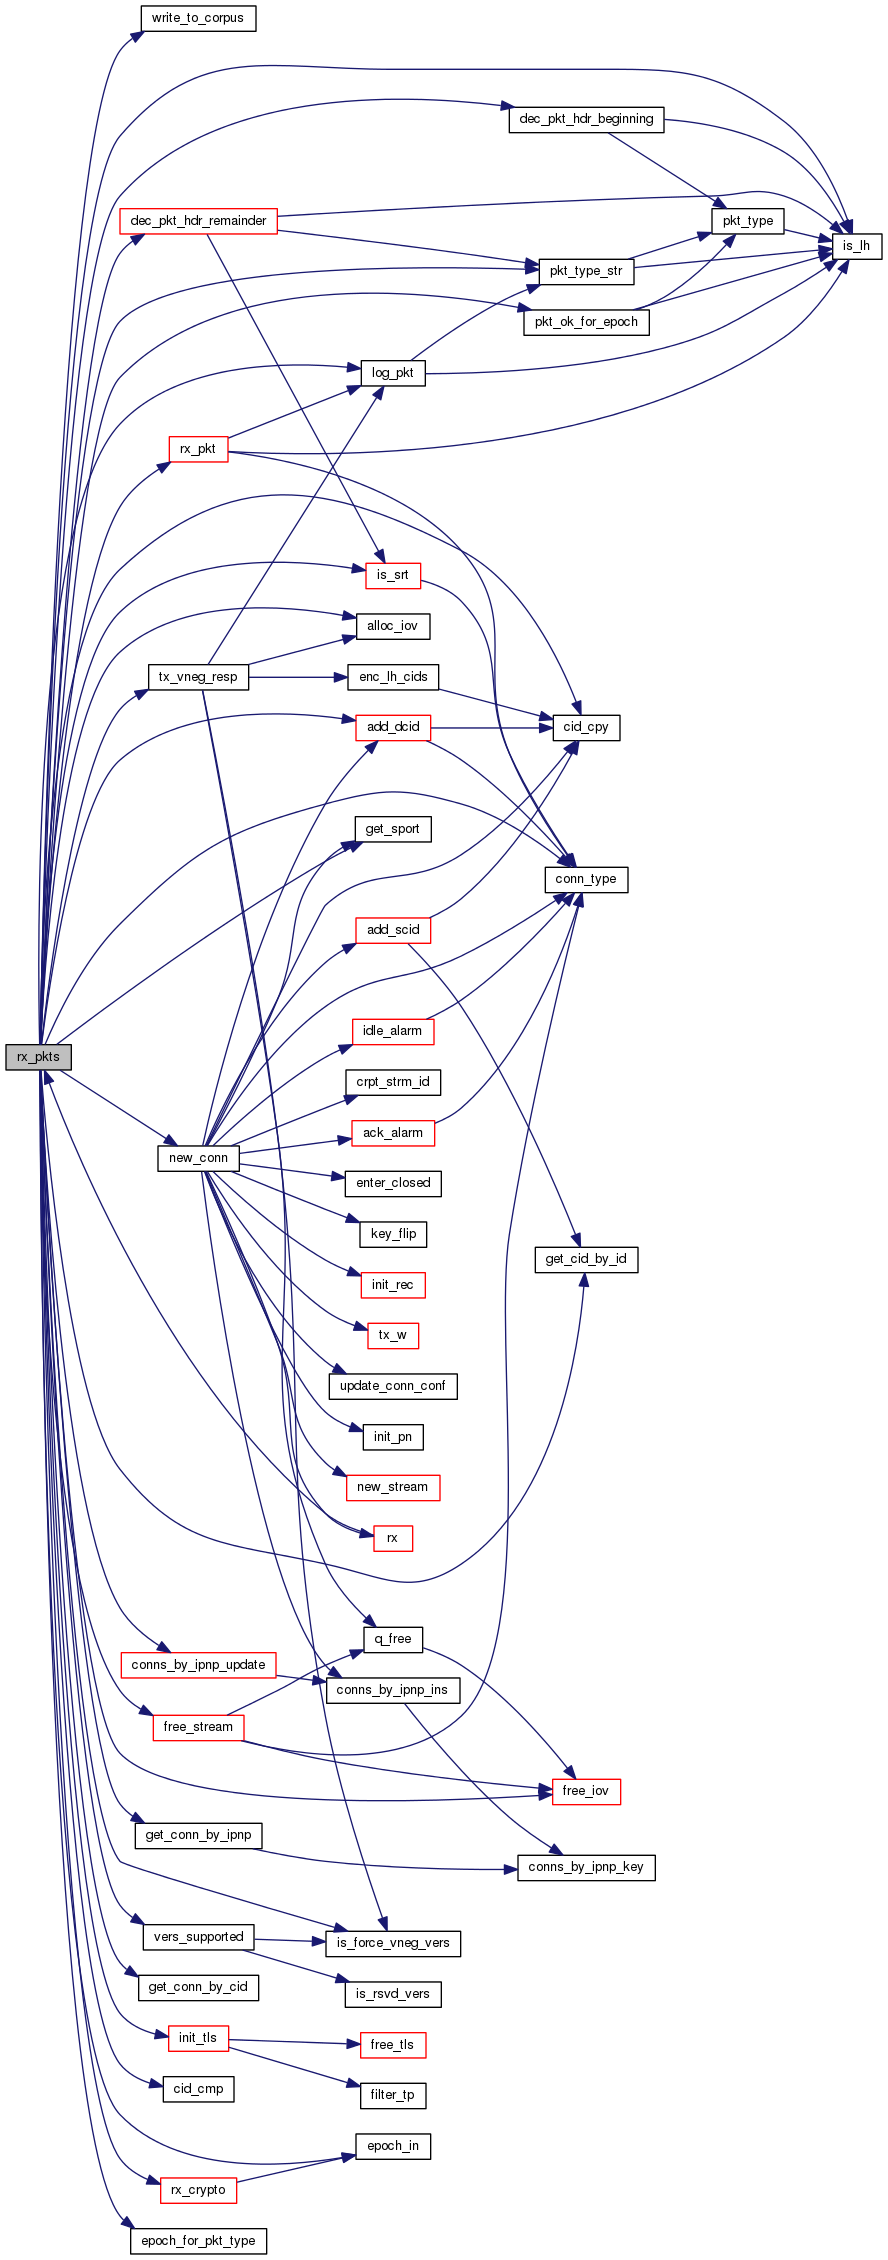 write_to_corpus
dec_pkt_hdr_beginning
dec_pkt_hdr_remainder
pkt_type
is_lh
pkt_type_str
pkt_ok_for_epoch
log_pkt
rx_pkt
is_srt
alloc_iov
tx_vneg_resp
enc_lh_cids
add_dcid
cid_cpy
get_sport
conn_type
add_scid
idle_alarm
rx_pkts
crpt_strm_id
ack_alarm
new_conn
enter_closed
key_flip
get_cid_by_id
init_rec
tx_w
update_conn_conf
init_pn
new_stream
rx
q_free
conns_by_ipnp_update
conns_by_ipnp_ins
free_stream
free_iov
get_conn_by_ipnp
conns_by_ipnp_key
vers_supported
is_force_vneg_vers
get_conn_by_cid
is_rsvd_vers
init_tls
free_tls
cid_cmp
filter_tp
epoch_in
rx_crypto
epoch_for_pkt_type